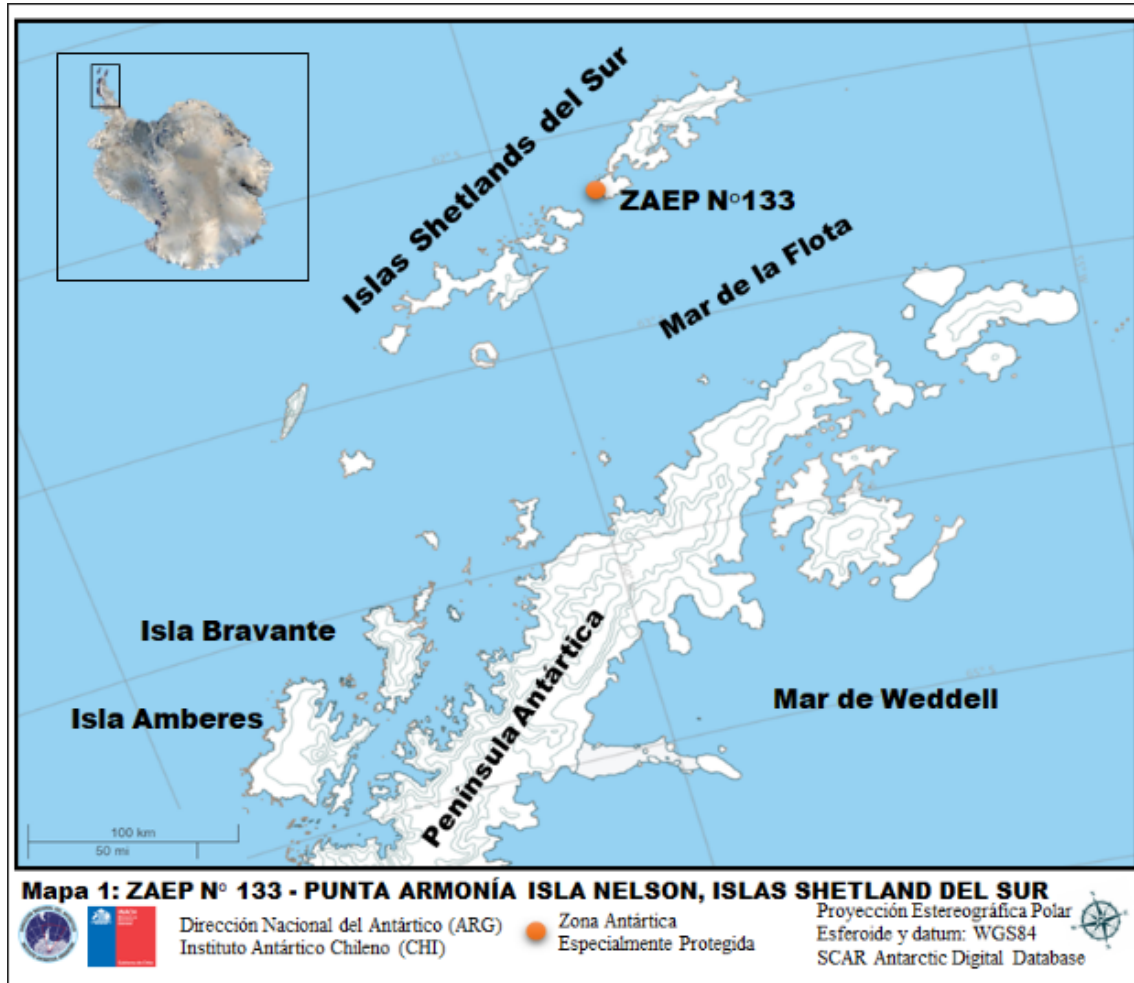 Islas Shetlands del Sur
ZAEP N°133
Mar de la Flota
Isla Bravante
Isla Amberes
Península Antártica
Mar de Weddell
100 km
50 mi
Mapa 1: ZAEP N° 133 - PUNTA ARMONÍA ISLA NELSON, ISLAS SHETLAND DEL SUR
Dirección Nacional del Antártico (ARG)
Instituto Antártico Chileno (CHI)
Zona Antártica
Especialmente Protegida
Proyección Estereográfica Polar
Esferoide y datum: WGS84
SCAR Antarctic Digital Database